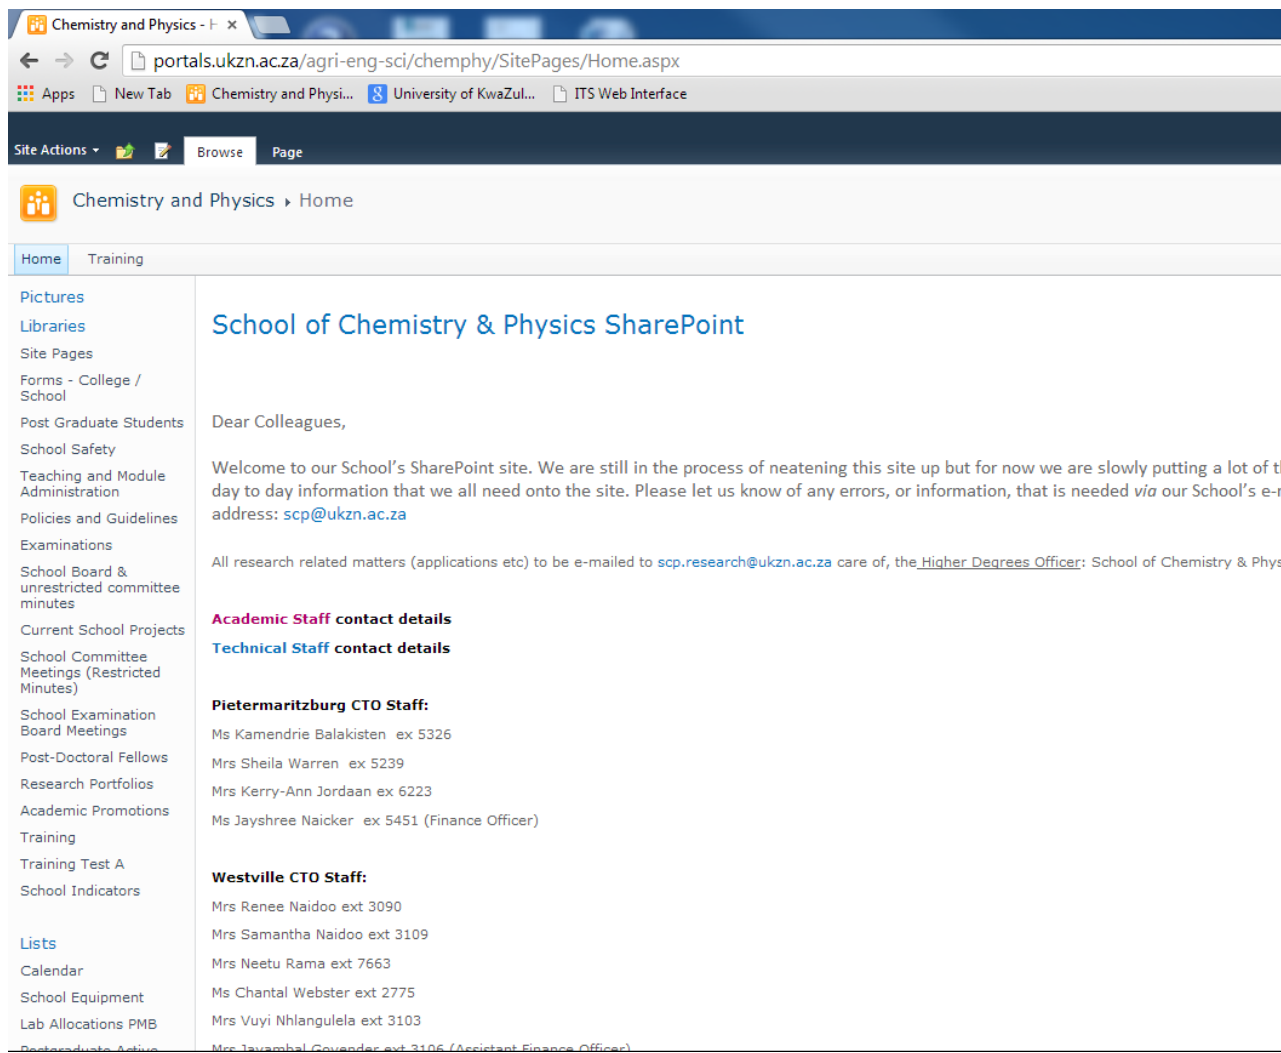 Chemistry and Physics - H
portals.ukzn.ac.za/agri-eng-sci/chemphy/SitePages/Home.aspx
Apps New Tab Chemistry and Physi... University of KwaZul... ITS Web Interface
Site Actions Browse Page
Chemistry and Physics Home
Home Training
Pictures
Libraries
Site Pages
Forms - College /
School
Post Graduate Students
School Safety
Teaching and Module
Administration
Policies and Guidelines
Examinations
School Board &
unrestricted committee
minutes
Current School Projects
School Committee
Meetings (Restricted
Minutes)
School Examination
Board Meetings
Post-Doctoral Fellows
Research Portfolios
Academic Promotions
Training
Training Test A
School Indicators
Lists
Calendar
School Equipment
Lab Allocations PMB
Postgraduate Active
School of Chemistry & Physics SharePoint
Dear Colleagues,
Welcome to our School's SharePoint site. We are still in the process of neatening this site up but for now we are slowly putting a lot of
day to day information that we all need onto the site. Please let us know of any errors, or information, that is needed via our School's
address: scp@ukzn.ac.za
All research related matters (applications etc) to be e-mailed to scp.research@ukzn.ac.za care of, the Higher Degrees Officer: School of Chemistry &
Academic Staff contact details
Technical Staff contact details
Pietermaritzburg CTO Staff:
Ms Kamendrie Balakisten ex 5326
Mrs Sheila Warren ex 5239
Mrs Kerry-Ann Jordaan ex 6223
Ms Jayshree Naicker ex 5451 (Finance Officer)
Westville CTO Staff:
Mrs Renee Naidoo ext 3090
Mrs Samantha Naidoo ext 3109
Mrs Neetu Rama ext 7663
Ms Chantal Webster ext 2775
Mrs Vuyi Nhlangulela ext 3103
Mrs Jayambal Govender ext 3106 (Assistant Finance Officer)